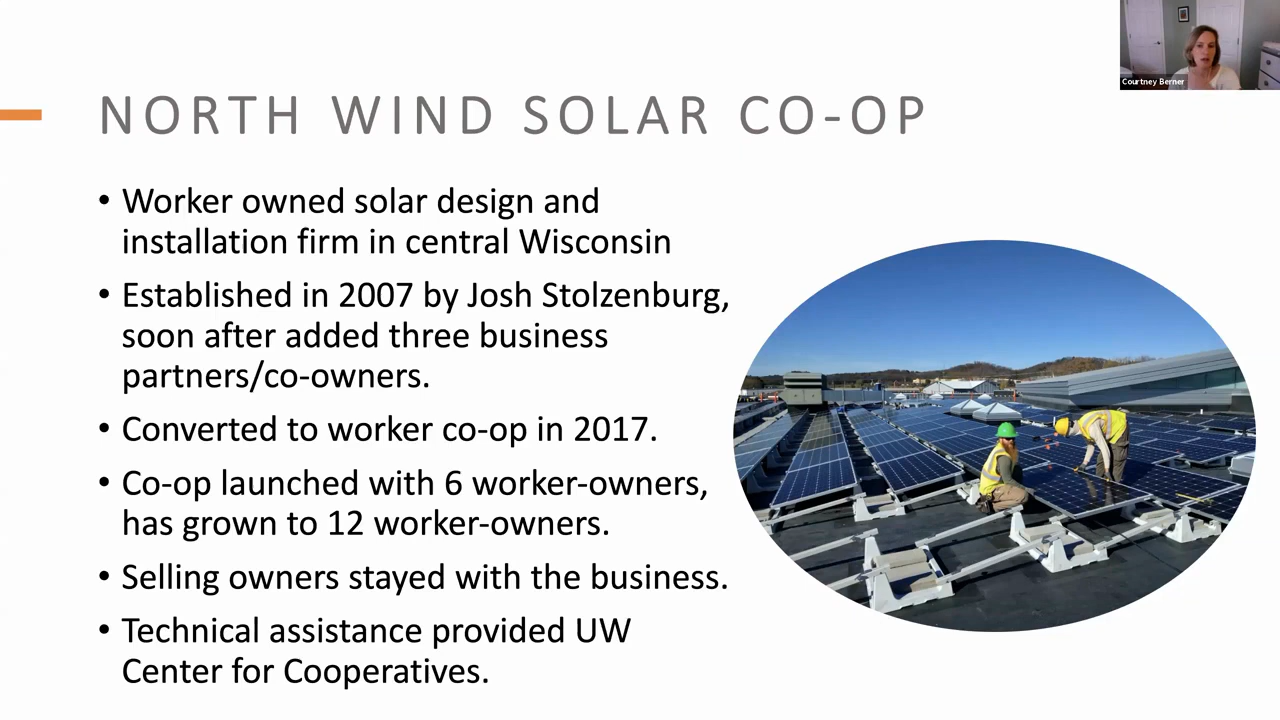 Courtney Berner
NORTH WIND SOLAR CO-OP
• Worker owned solar design and
installation firm in central Wisconsin
• Established in 2007 by Josh Stolzenburg,
soon after added three business
partners/co-owners.
• Converted to worker co-op in 2017.
• Co-op launched with 6 worker-owners,
has grown to 12 worker-owners.
• Selling owners stayed with the business.
• Technical assistance provided UW
Center for Cooperatives.